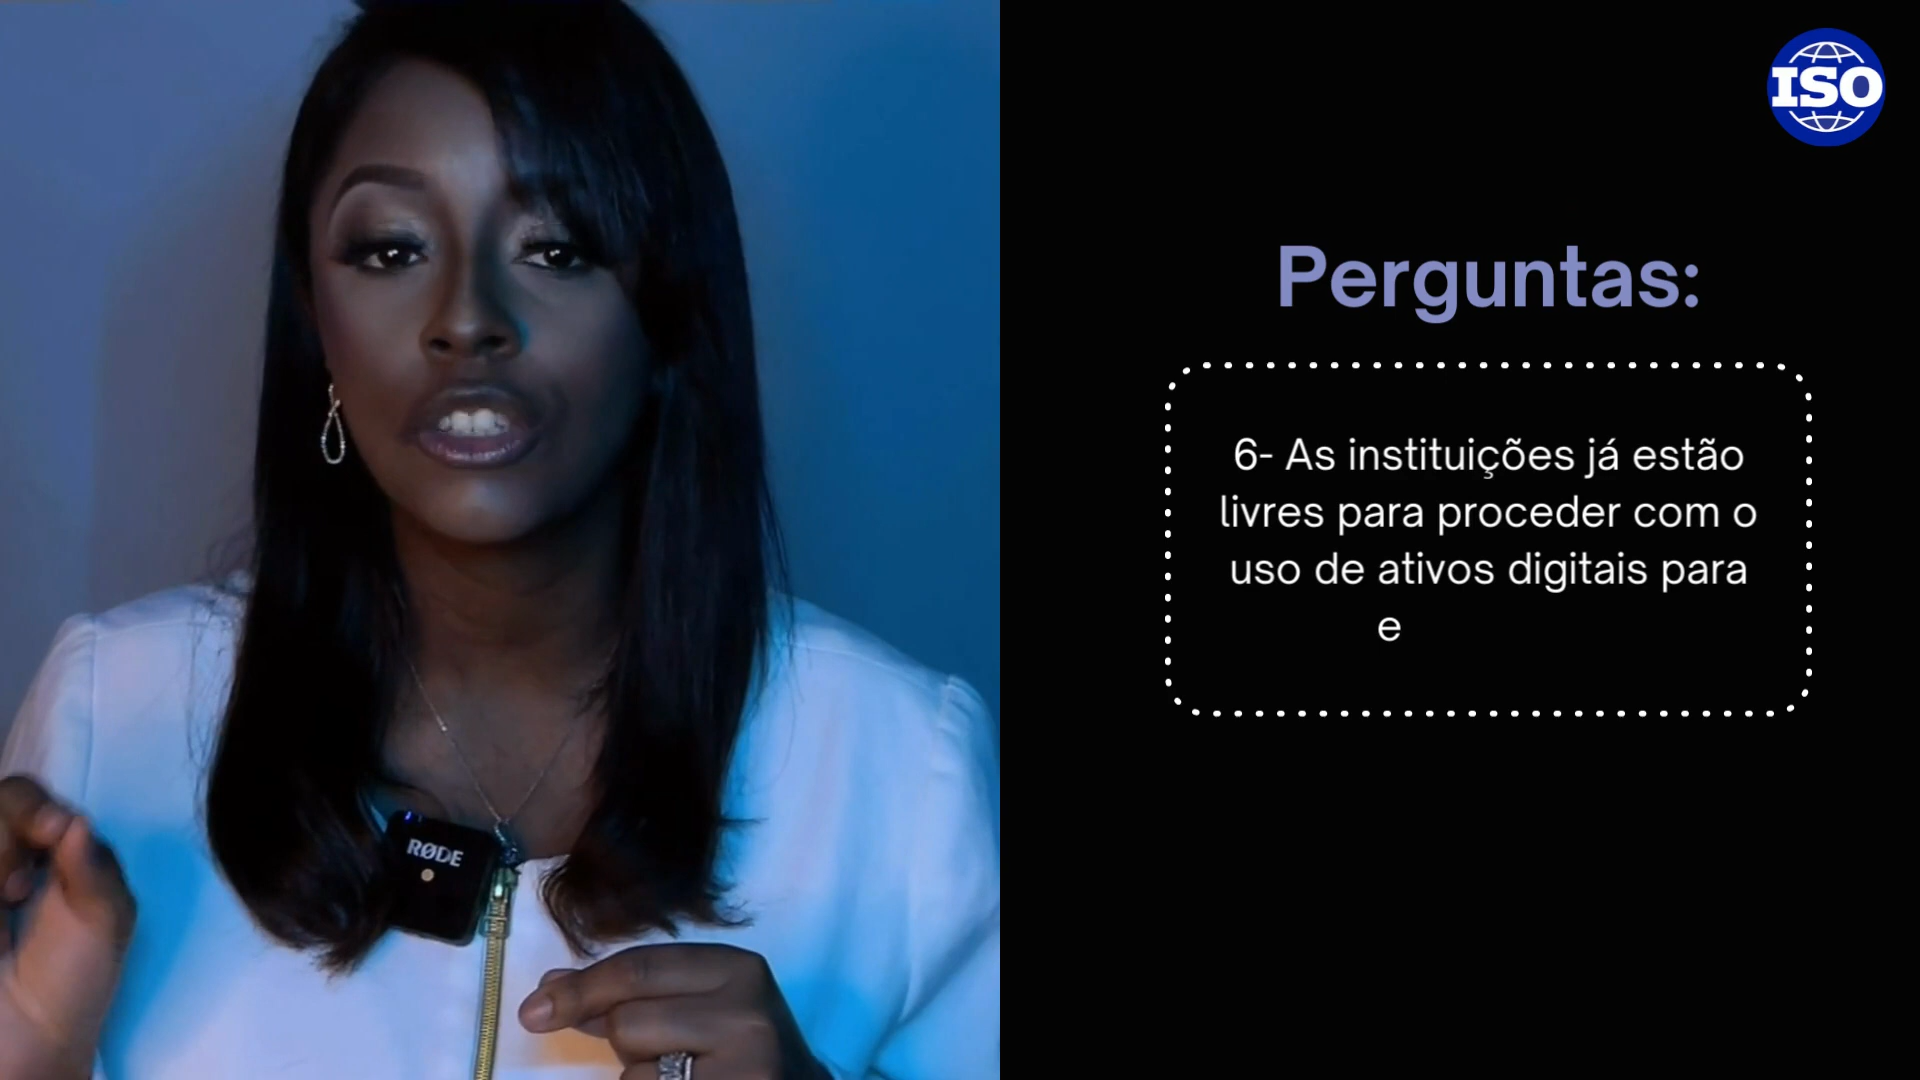 ISO
Perguntas:
6- As instituições já estão
livres para proceder com o
uso de ativos digitais para
e
RØDE